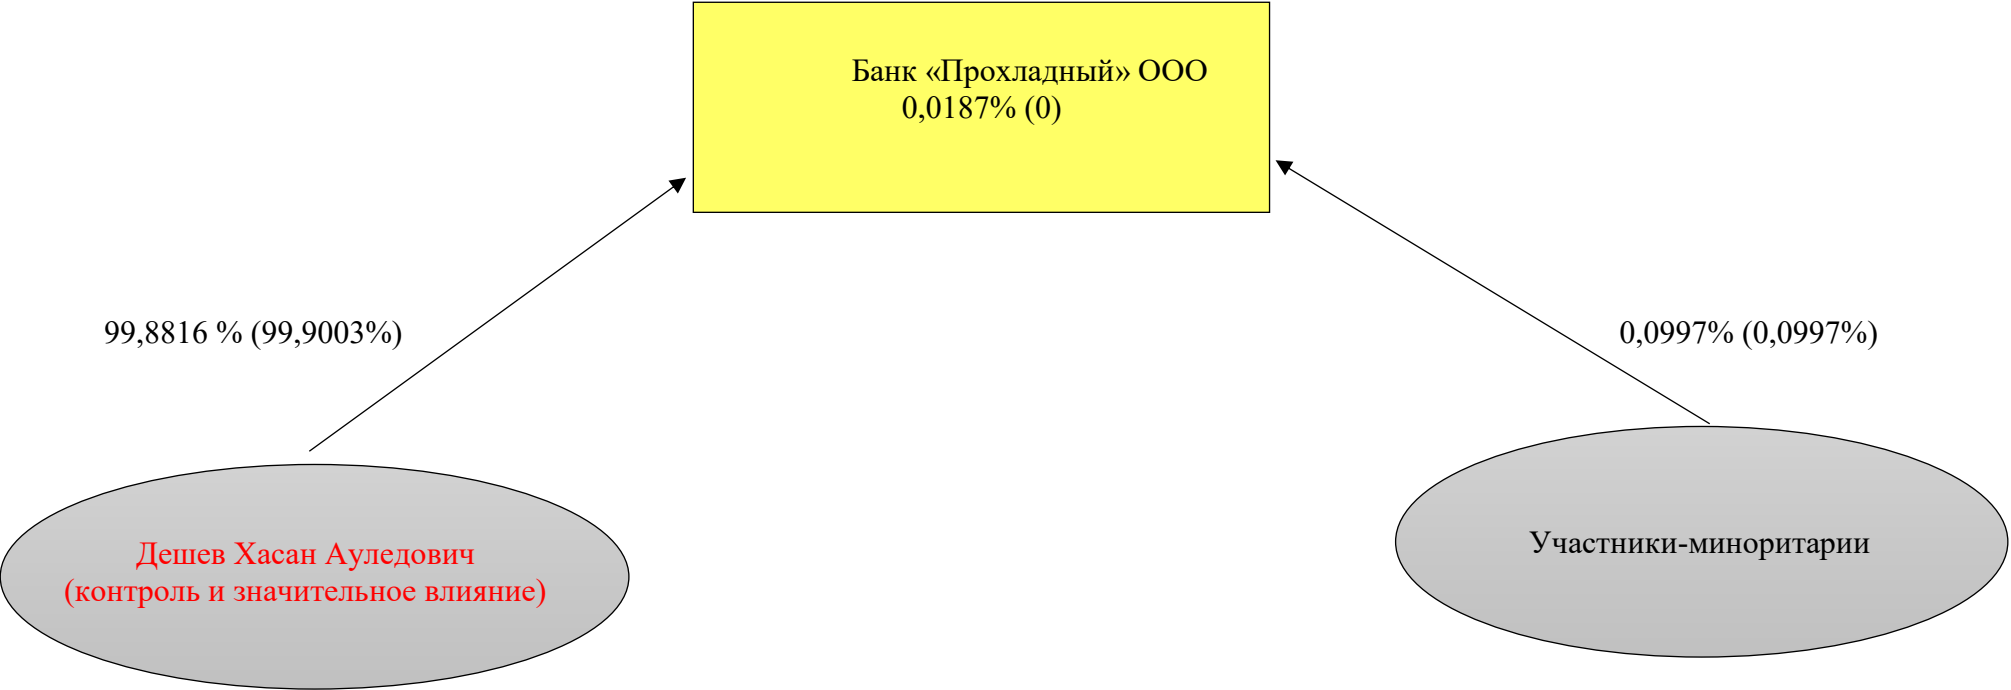 Банк «Прохладный» ООО
0,0187% (0)
99,8816 % (99,9003%)
0,0997% (0,0997%)
Дешев Хасан Ауледович
(контроль и значительное влияние)
Участники-миноритарии